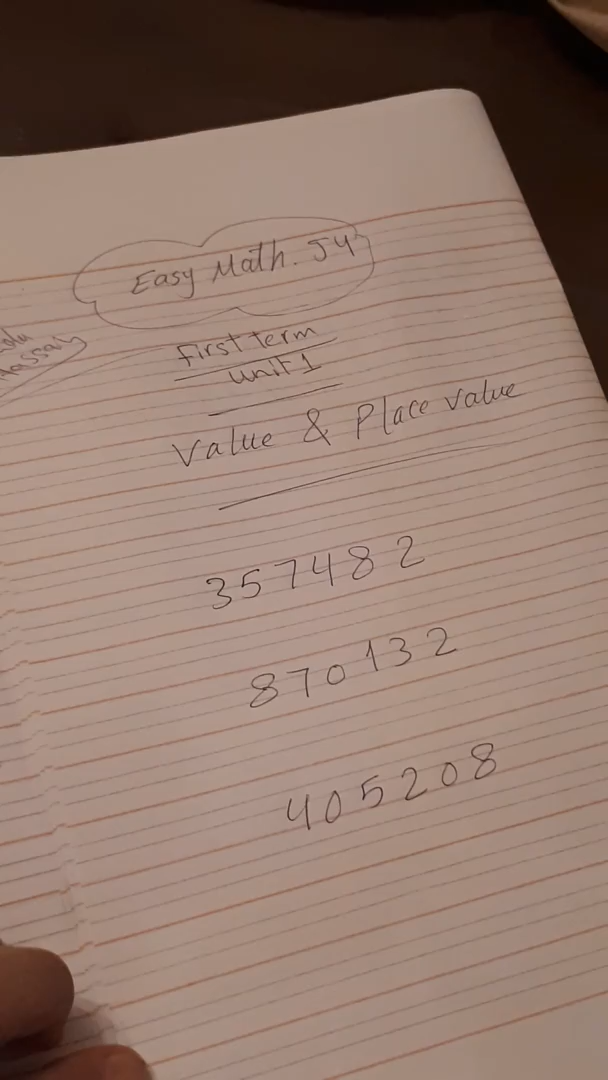 Easy Math. J4
First term
unit 1
Value & Place value
357482
870132
405208